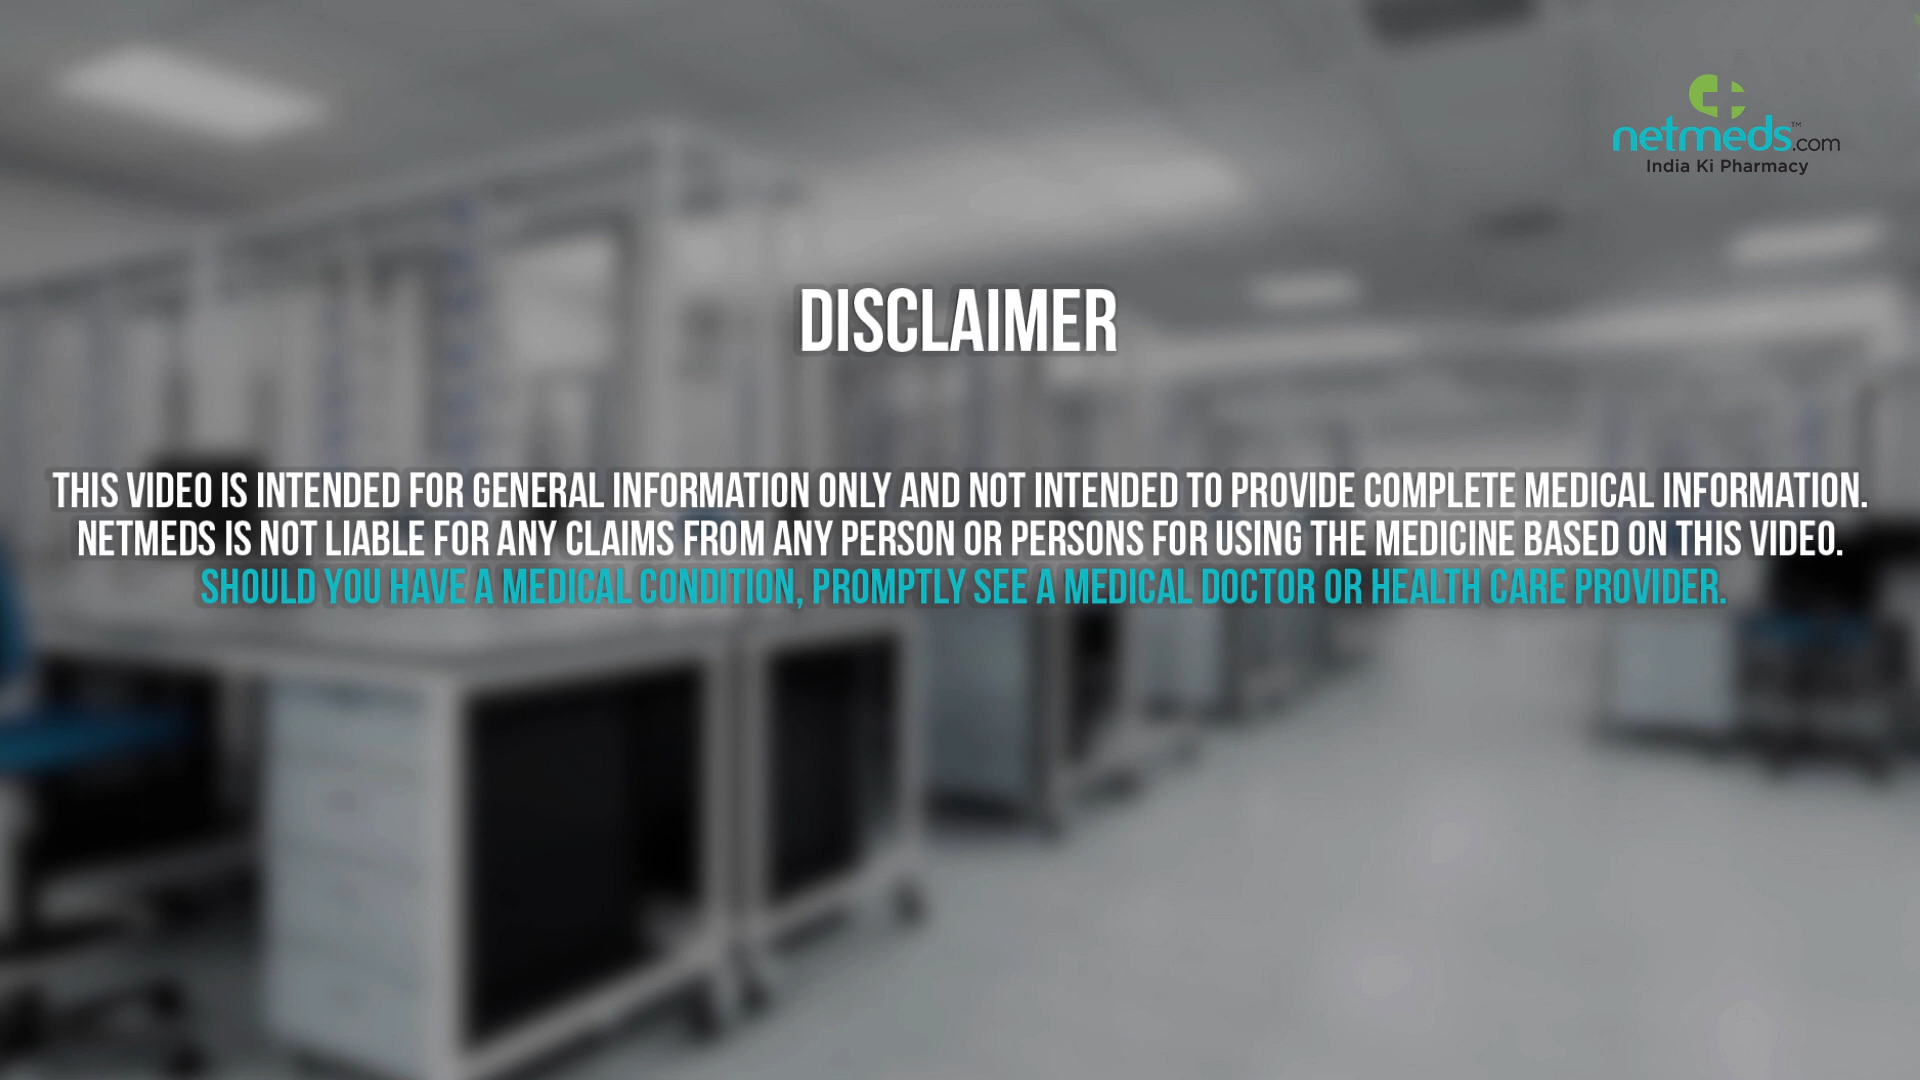 netmeds™.com
India Ki Pharmacy
DISCLAIMER
THIS VIDEO IS INTENDED FOR GENERAL INFORMATION ONLY AND NOT INTENDED TO PROVIDE COMPLETE MEDICAL INFORMATION.
NETMEDS IS NOT LIABLE FOR ANY CLAIMS FROM ANY PERSON OR PERSONS FOR USING THE MEDICINE BASED ON THIS VIDEO.
SHOULD YOU HAVE A MEDICAL CONDITION, PROMPTLY SEE A MEDICAL DOCTOR OR HEALTH CARE PROVIDER.